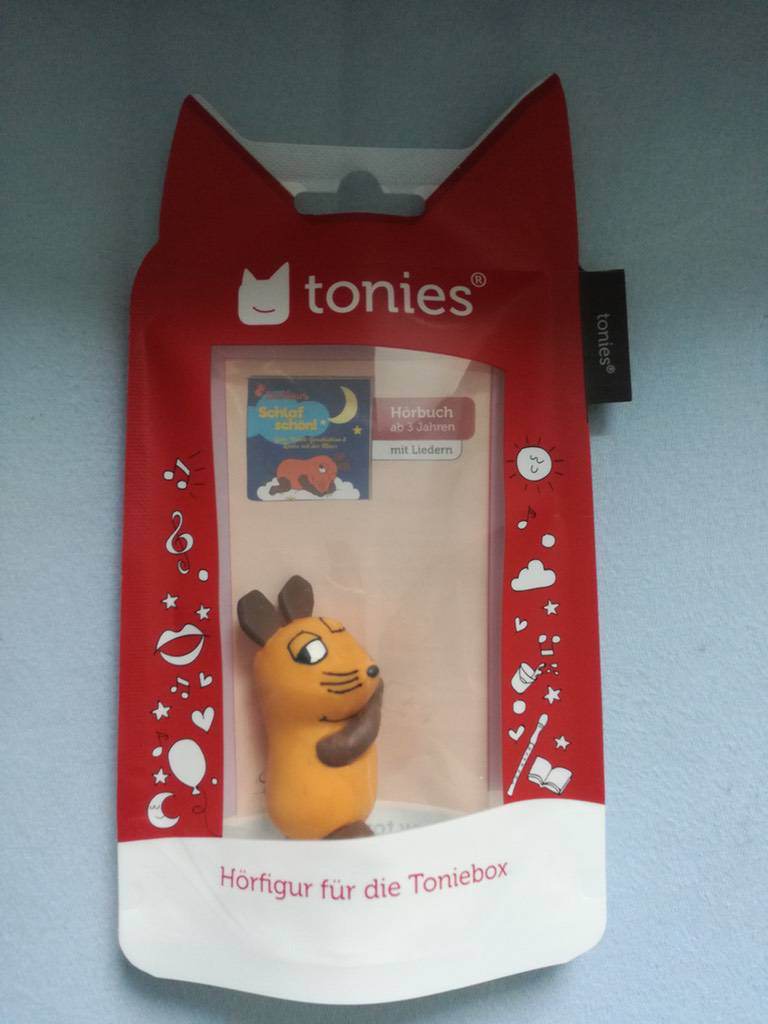 tonies®
tonies®
Schlaf
schön!
Hörbuch
ab 3 Jahren
mit Liedern
Hörfigur für die Toniebox